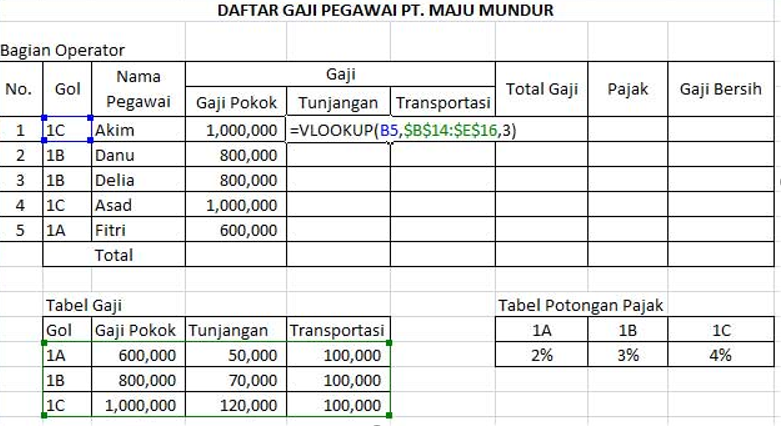 DAFTAR GAJI PEGAWAI PT. MAJU MUNDUR
Bagian Operator
No. Gol Nama Pegawai Gaji Total Gaji Pajak Gaji Bersih
Gaji Pokok Tunjangan Transportasi
1 1C Akim 1,000,000 =VLOOKUP(B5,$B$14:$E$16,3)
2 1B Danu 800,000
3 1B Delia 800,000
4 1C Asad 1,000,000
5 1A Fitri 600,000
Total
Tabel Gaji Tabel Potongan Pajak
Gol Gaji Pokok Tunjangan Transportasi 1A 1B 1C
1A 600,000 50,000 100,000 2% 3% 4%
1B 800,000 70,000 100,000
1C 1,000,000 120,000 100,000